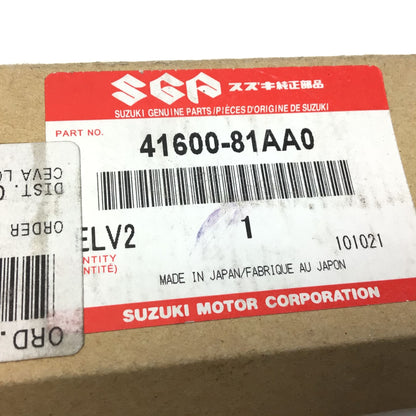 SGP スズキ純正部品
SUZUKI GENUINE PARTS/PIÈCES D'ORIGINE DE SUZUKI
PART NO. 41600-81AA0
ELV2 1 101021
MADE IN JAPAN/FABRIQUE AU JAPON
SUZUKI MOTOR CORPORATION
DIST.
CEVA
ORDER
ORD.